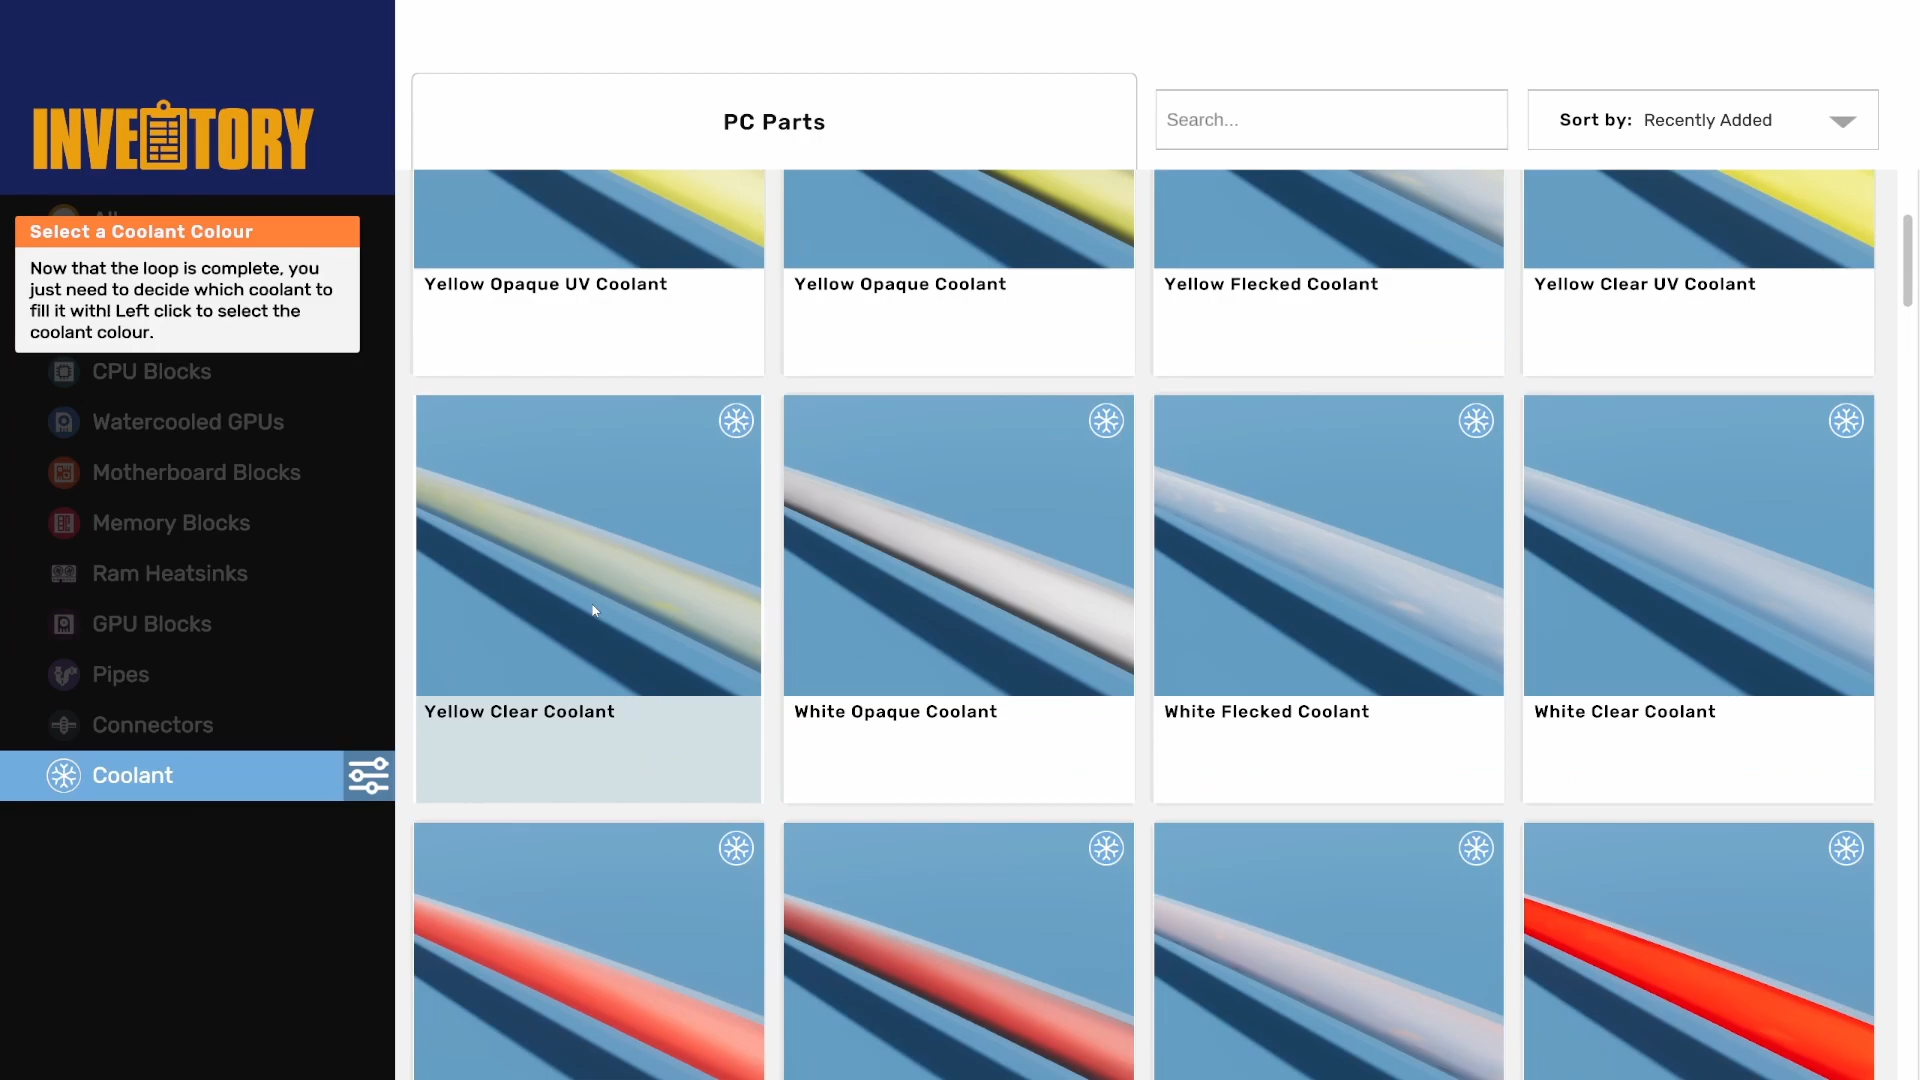 INVENTORY
PC Parts
Search...
Sort by: Recently Added
Select a Coolant Colour
Now that the loop is complete, you
just need to decide which coolant to
fill it with! Left click to select the
coolant colour.
All
CPU Blocks
Watercooled GPUs
Motherboard Blocks
Memory Blocks
Ram Heatsinks
GPU Blocks
Pipes
Connectors
Coolant
Yellow Opaque UV Coolant
Yellow Opaque Coolant
Yellow Flecked Coolant
Yellow Clear UV Coolant
Yellow Clear Coolant
White Opaque Coolant
White Flecked Coolant
White Clear Coolant